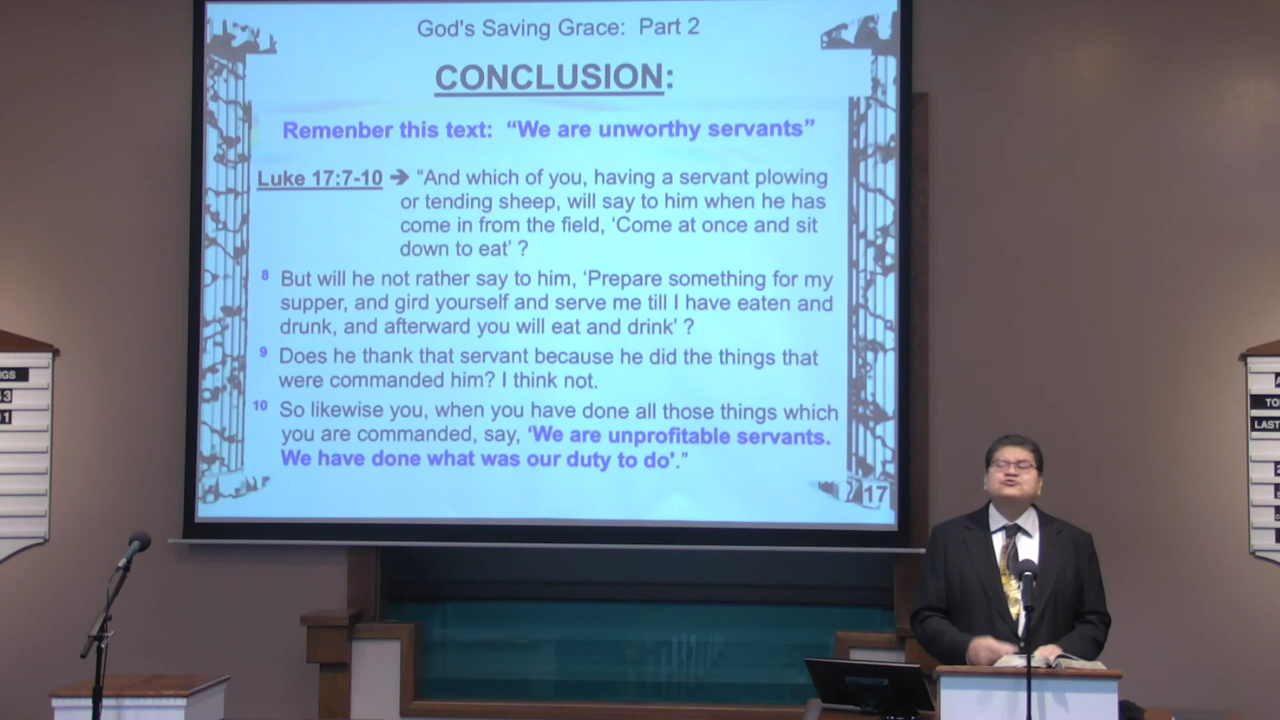 God's Saving Grace: Part 2
CONCLUSION:
Remenber this text: “We are unworthy servants”
Luke 17:7-10 ➔ “And which of you, having a servant plowing
or tending sheep, will say to him when he has
come in from the field, ‘Come at once and sit
down to eat’ ?
8 But will he not rather say to him, ‘Prepare something for my
supper, and gird yourself and serve me till I have eaten and
drunk, and afterward you will eat and drink’ ?
9 Does he thank that servant because he did the things that
were commanded him? I think not.
10 So likewise you, when you have done all those things which
you are commanded, say, ‘We are unprofitable servants.
We have done what was our duty to do'.”
17
GS
3
1
TO
LAST